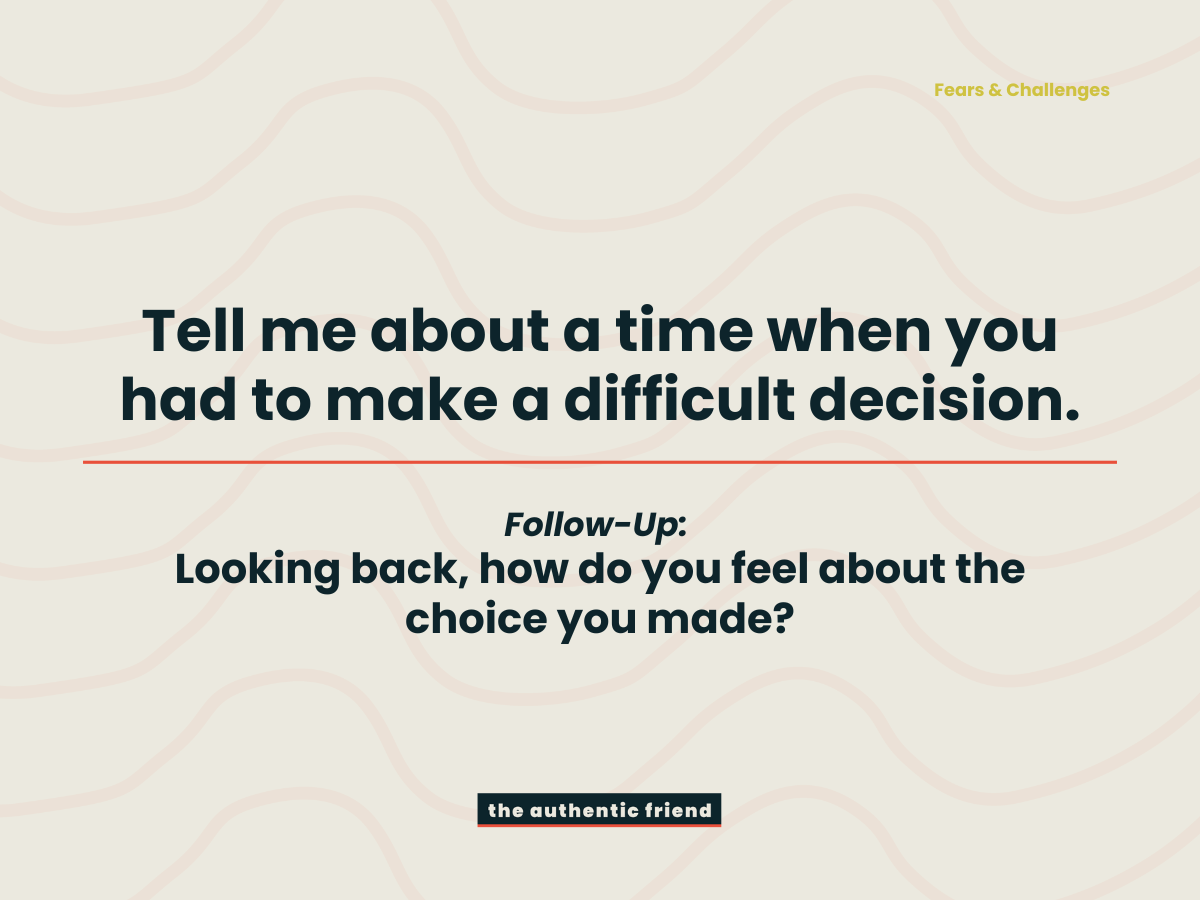 Fears & Challenges
Tell me about a time when you
had to make a difficult decision.
Follow-Up:
Looking back, how do you feel about the
choice you made?
the authentic friend